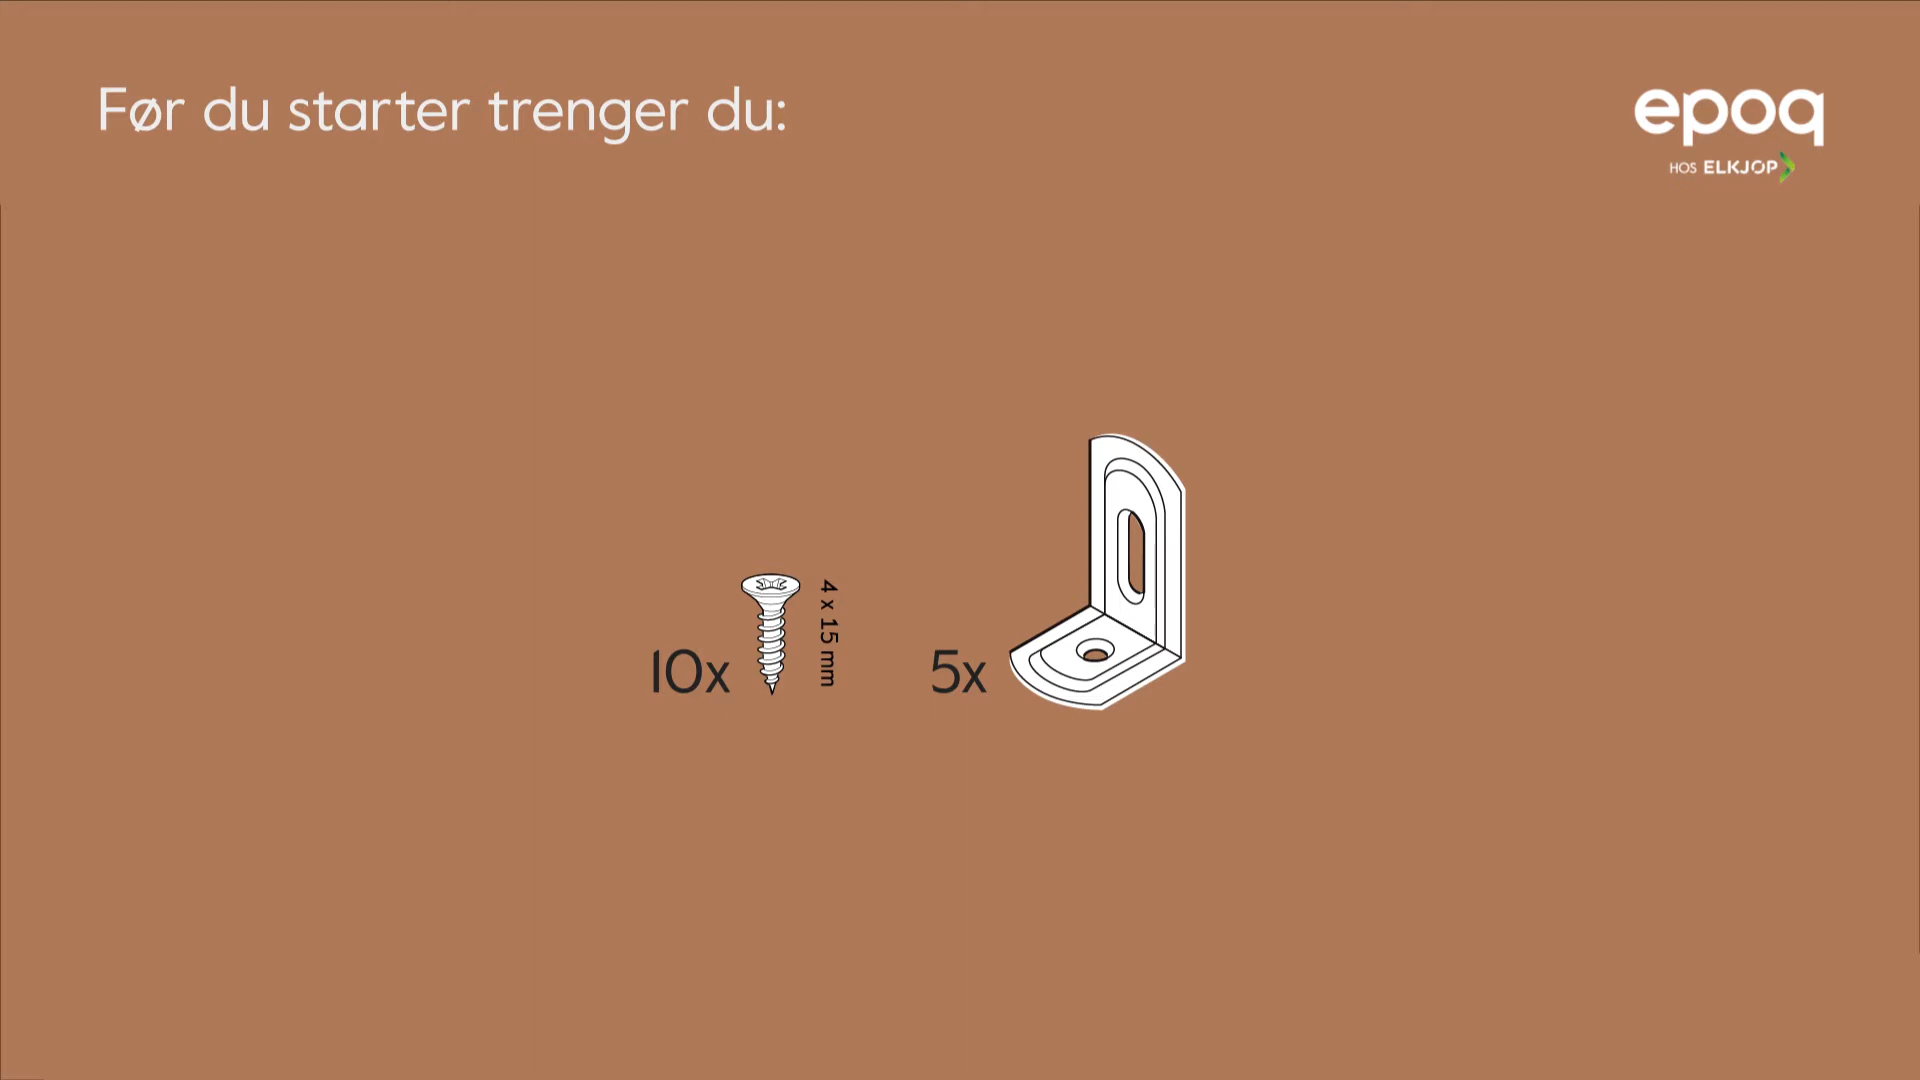 Før du starter trenger du:
epoq
HOS ELKJØP
10x
4 x 15 mm
5x